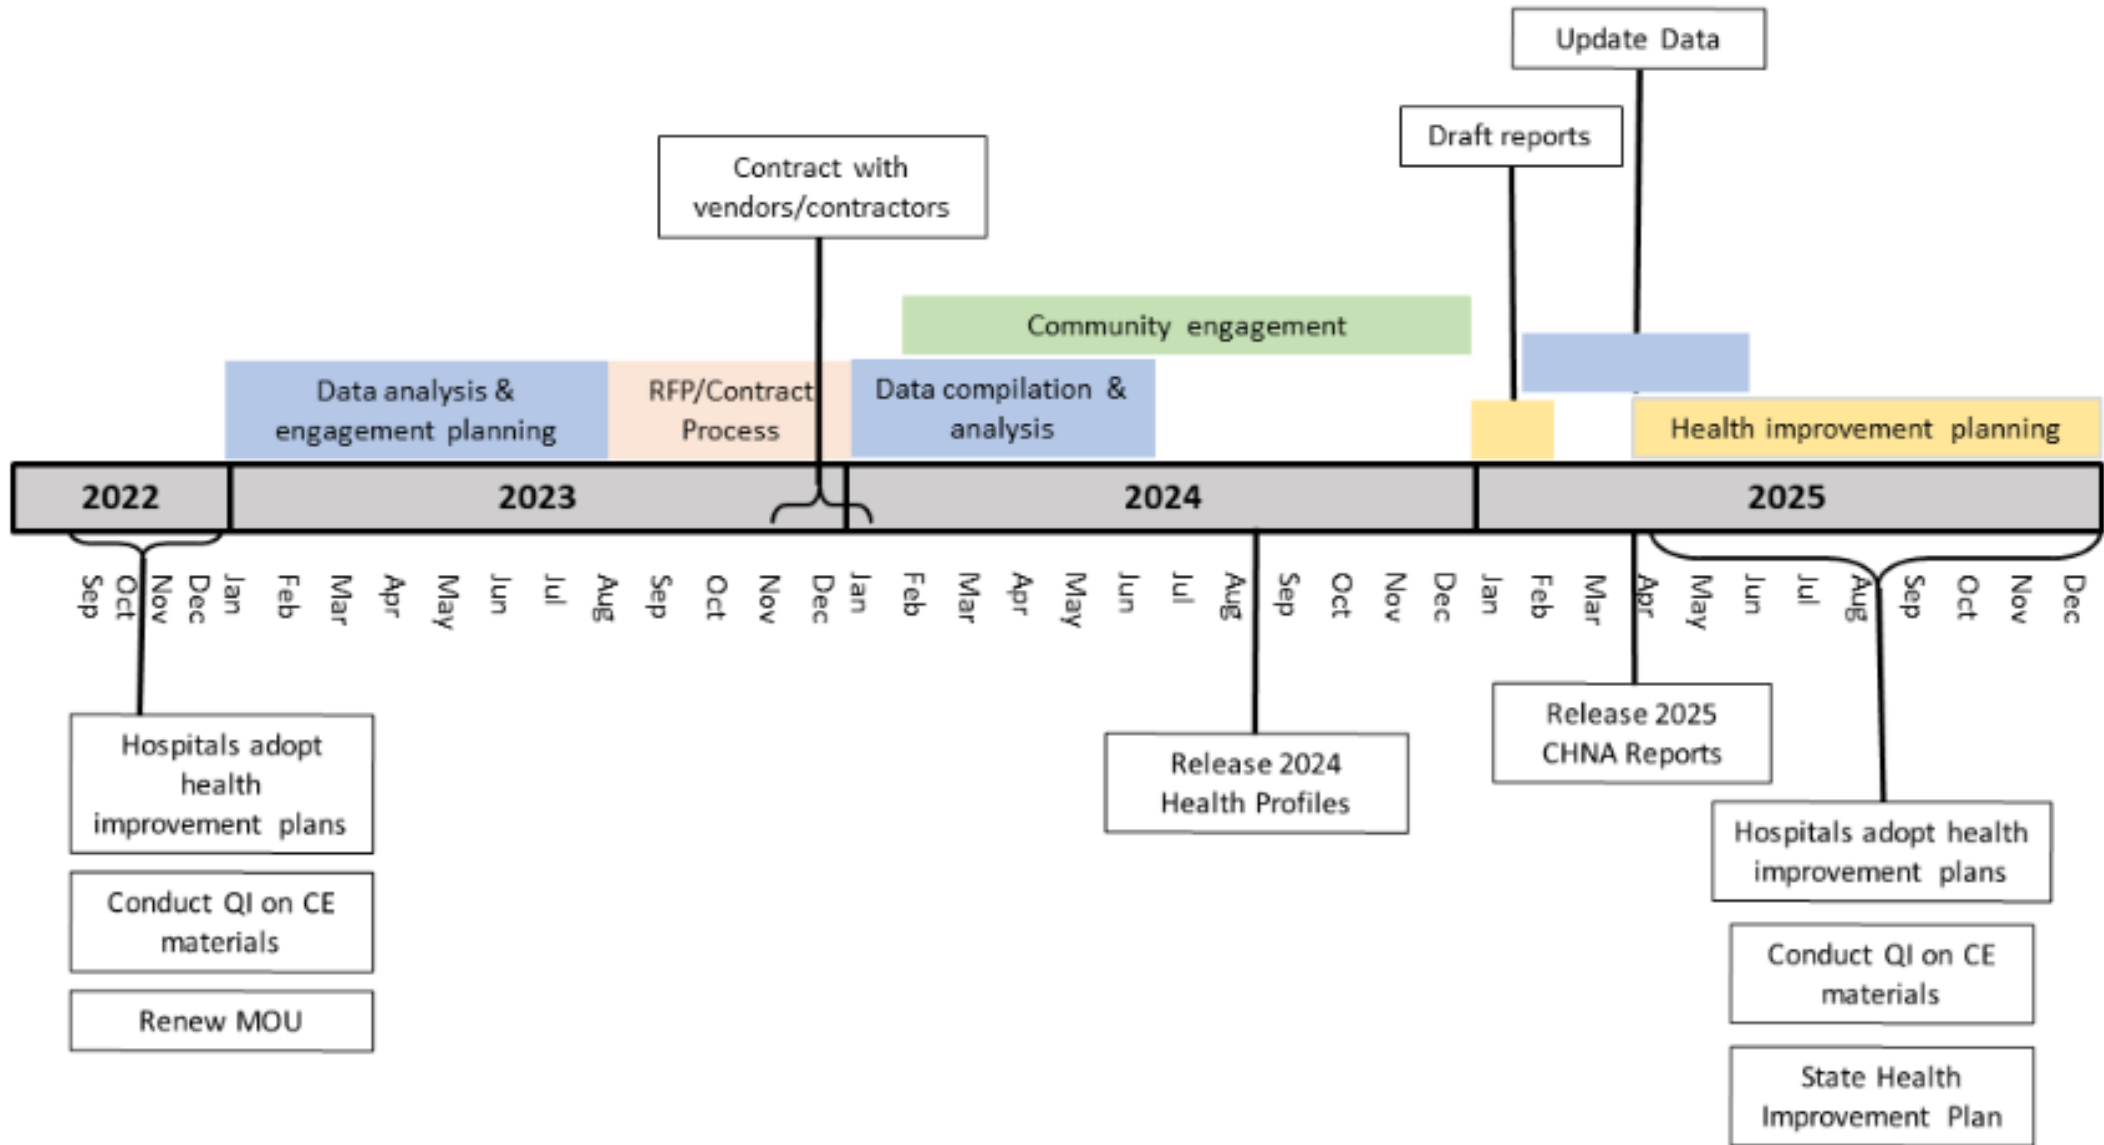 Update Data
Draft reports
Contract with
vendors/contractors
Community engagement
Data analysis &
engagement planning
RFP/Contract
Process
Data compilation &
analysis
Health improvement planning
2022
2023
2024
2025
Sep
Oct
Nov
Dec
Jan
Feb
Mar
Apr
May
Jun
Jul
Aug
Sep
Oct
Nov
Dec
Jan
Feb
Mar
Apr
May
Jun
Jul
Aug
Sep
Oct
Nov
Dec
Jan
Feb
Mar
Apr
May
Jun
Jul
Aug
Sep
Oct
Nov
Dec
Hospitals adopt
health
improvement plans
Conduct QI on CE
materials
Renew MOU
Release 2024
Health Profiles
Release 2025
CHNA Reports
Hospitals adopt health
improvement plans
Conduct QI on CE
materials
State Health
Improvement Plan